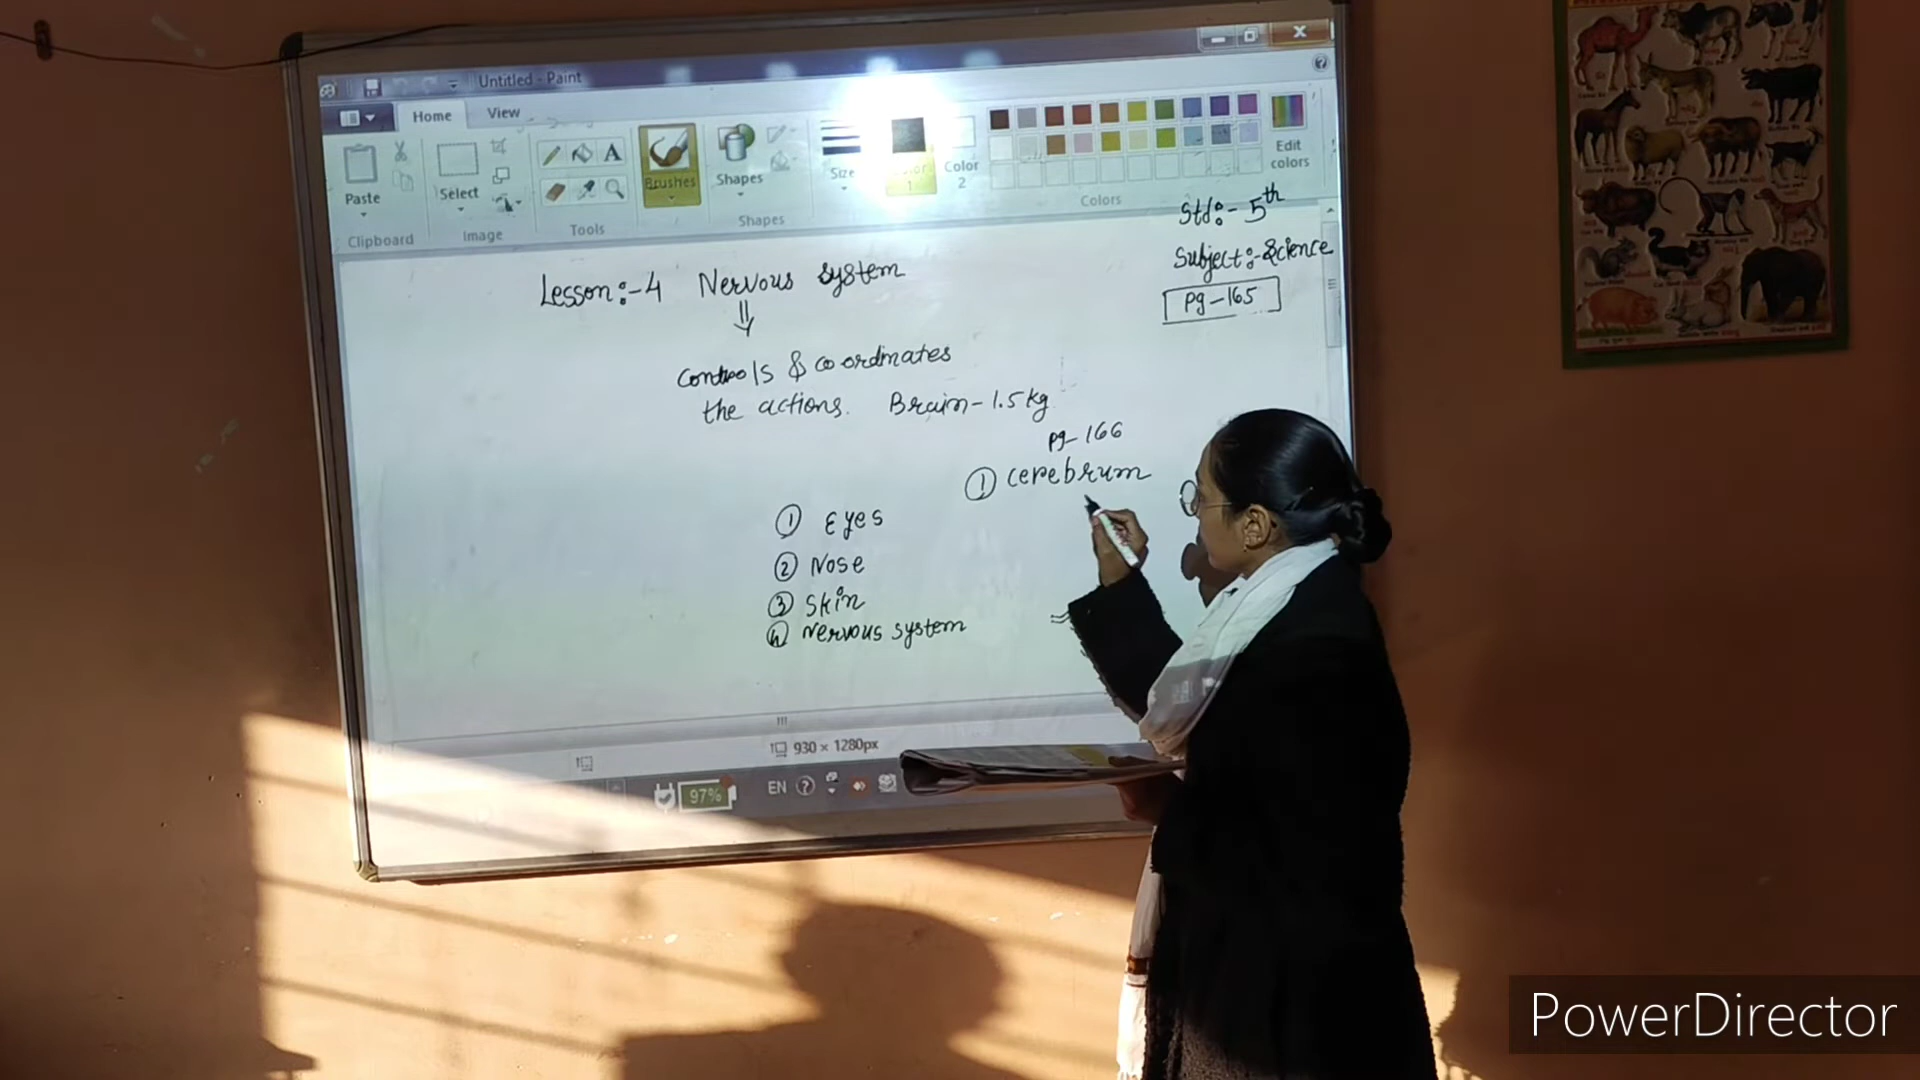 Untitled - Paint
Home View
Paste
Select
Brushes
Shapes
Size
Color 2
Edit colors
Clipboard
Image
Tools
Shapes
Colors
Std:- 5th
Subject:- Science
Pg-165
Lesson:-4 Nervous system
controls & coordinates
the actions. Brain-1.5kg
Pg-166
① cerebrum
① Eyes
② Nose
③ Skin
④ Nervous system
930 × 1280px
97%
EN
PowerDirector